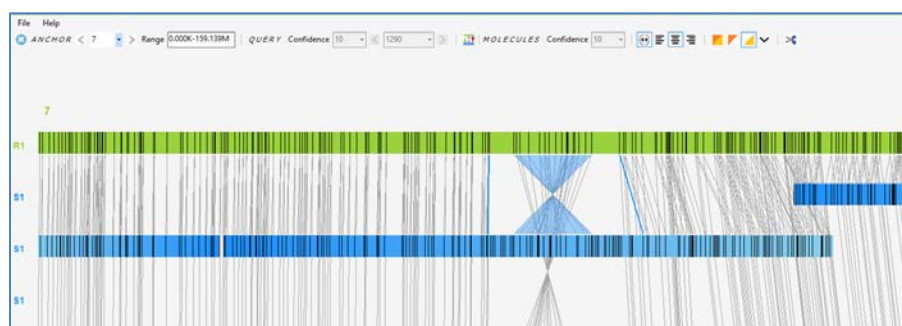 File Help
ANCHOR < 7 > Range 0.000K-159.139M QUERY Confidence 10 < 1290 > MOLECULES Confidence 10
7
R1
S1
S1
S1